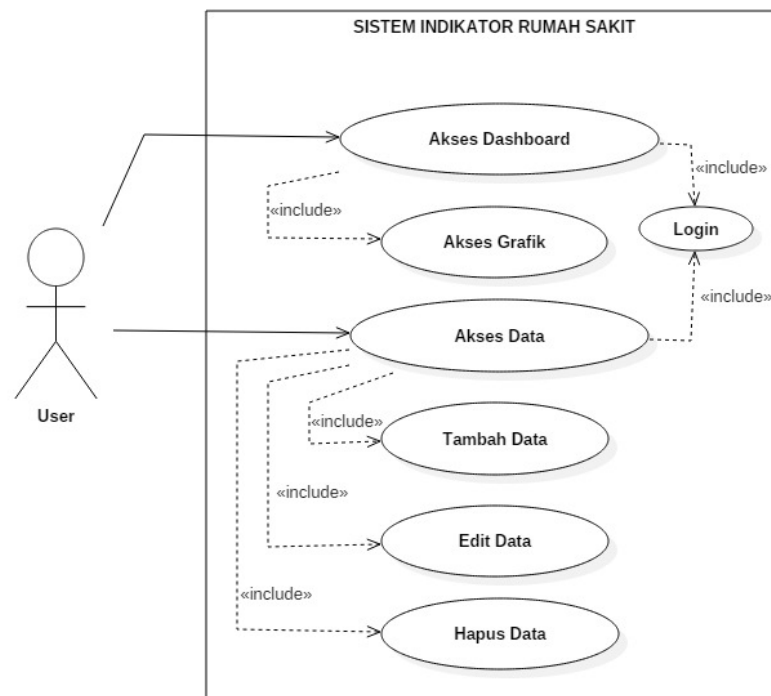 SISTEM INDIKATOR RUMAH SAKIT
Akses Dashboard
«include»
«include»
Akses Grafik
Login
«include»
Akses Data
User
«include»
Tambah Data
«include»
Edit Data
«include»
Hapus Data